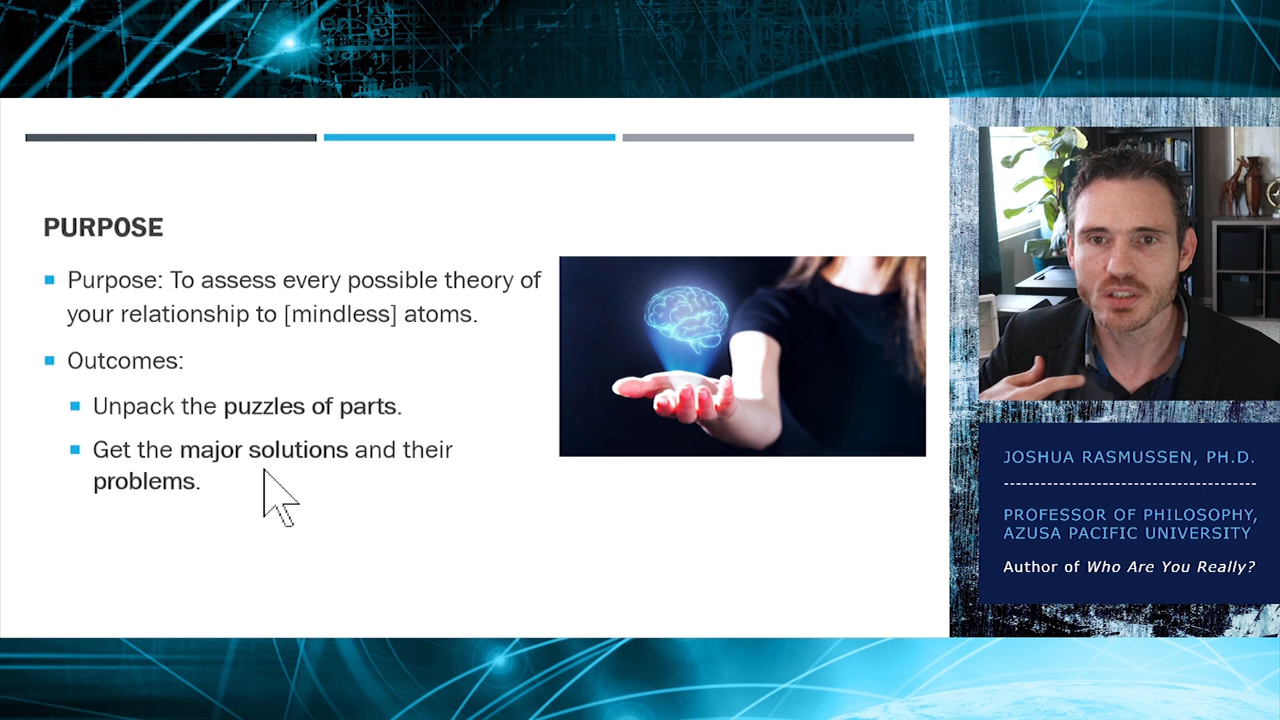 PURPOSE
Purpose: To assess every possible theory of
your relationship to [mindless] atoms.
Outcomes:
Unpack the puzzles of parts.
Get the major solutions and their
problems.
JOSHUA RASMUSSEN, PH.D.
PROFESSOR OF PHILOSOPHY,
AZUSA PACIFIC UNIVERSITY
Author of Who Are You Really?